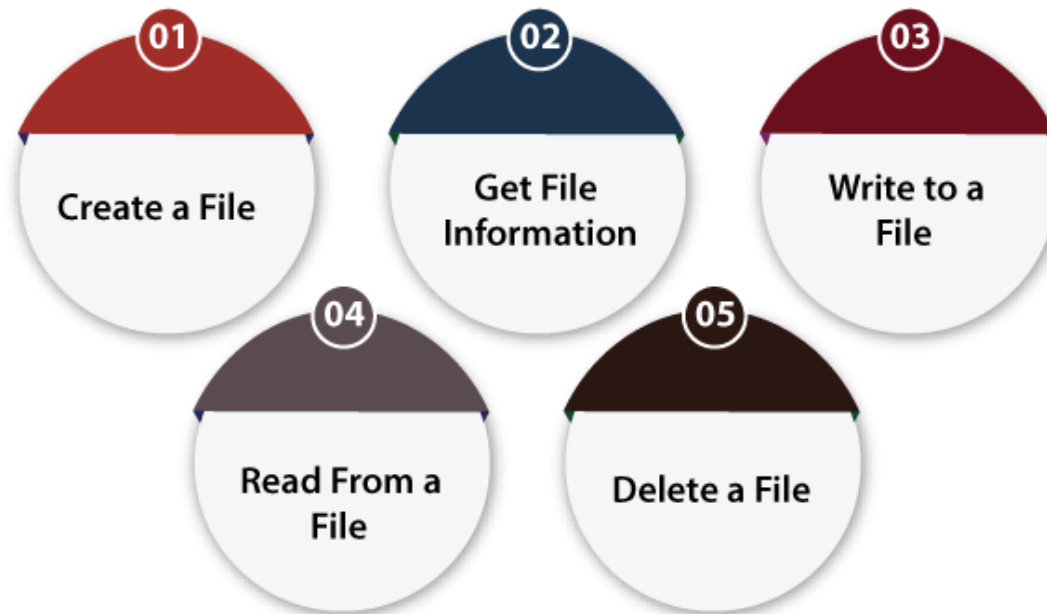 01
Create a File
02
Get File
Information
03
Write to a
File
04
Read From a
File
05
Delete a File